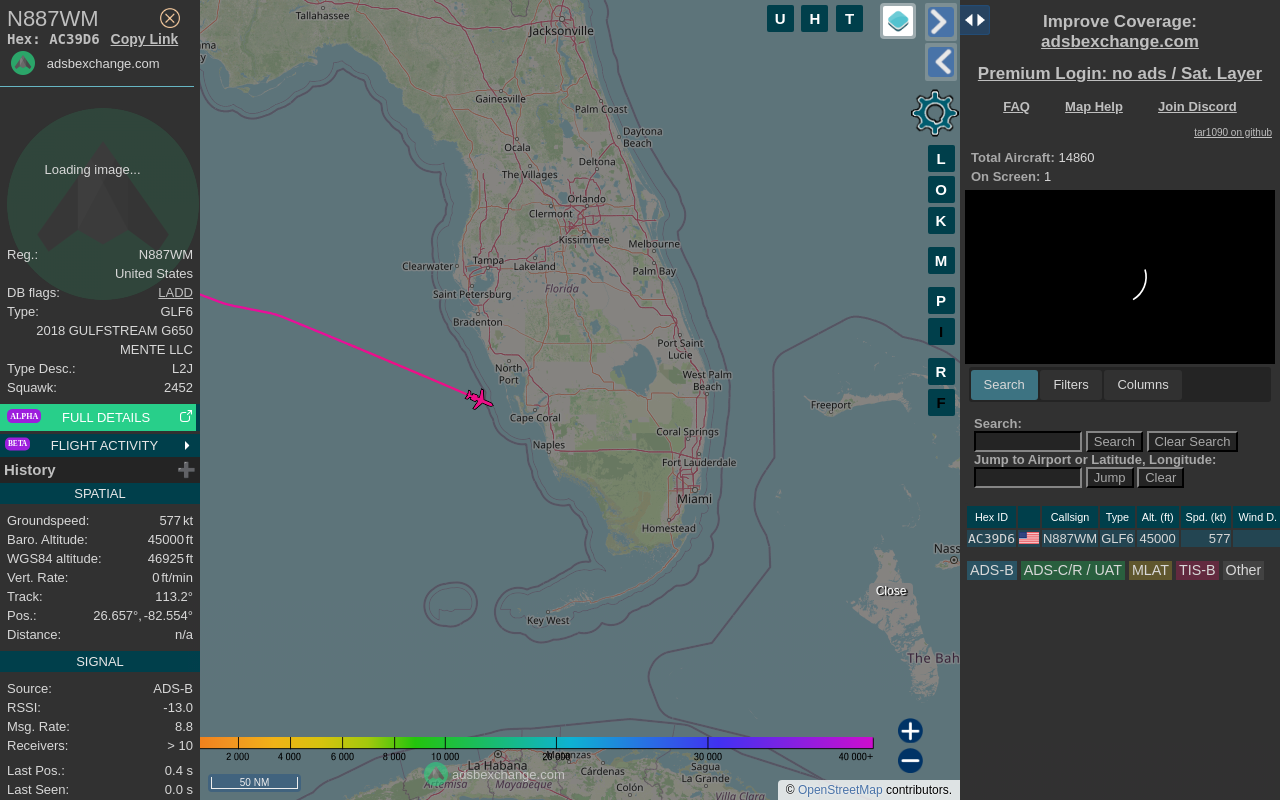 N887WM
Hex: AC39D6 Copy Link
adsbexchange.com
Loading image...
Reg.: N887WM
United States
DB flags: LADD
Type: GLF6
2018 GULFSTREAM G650
MENTE LLC
Type Desc.: L2J
Squawk: 2452
ALPHA FULL DETAILS
BETA FLIGHT ACTIVITY
History
SPATIAL
Groundspeed: 577 kt
Baro. Altitude: 45000 ft
WGS84 altitude: 46925 ft
Vert. Rate: 0 ft/min
Track: 113.2°
Pos.: 26.657°, -82.554°
Distance: n/a
SIGNAL
Source: ADS-B
RSSI: -13.0
Msg. Rate: 8.8
Receivers: > 10
Last Pos.: 0.4 s
Last Seen: 0.0 s
Tallahassee
Jacksonville
Gainesville
Palm Coast
Daytona
Beach
Ocala
Deltona
The Villages
Orlando
Clermont
Kissimmee
Melbourne
Clearwater
Tampa
Lakeland
Palm Bay
Florida
Saint Petersburg
Bradenton
Port Saint
Lucie
North
Port
West Palm
Beach
Freeport
Cape Coral
Coral Springs
Naples
Fort Lauderdale
Miami
Homestead
Nass
Close
Key West
The Bah
2 000
4 000
6 000
8 000
10 000
20 000
30 000
40 000+
Matanzas
La Habana
Cárdenas
Sagua
La Grande
Artemisa
Mayabeque
Colón
Villa Clara
adsbexchange.com
50 NM
© OpenStreetMap contributors.
U H T
L
O
K
M
P
I
R
F
Improve Coverage:
adsbexchange.com
Premium Login: no ads / Sat. Layer
FAQ Map Help Join Discord
tar1090 on github
Total Aircraft: 14860
On Screen: 1
Search Filters Columns
Search:
Search Clear Search
Jump to Airport or Latitude, Longitude:
Jump Clear
Hex ID Callsign Type Alt. (ft) Spd. (kt) Wind D.
AC39D6 N887WM GLF6 45000 577
ADS-B ADS-C/R / UAT MLAT TIS-B Other